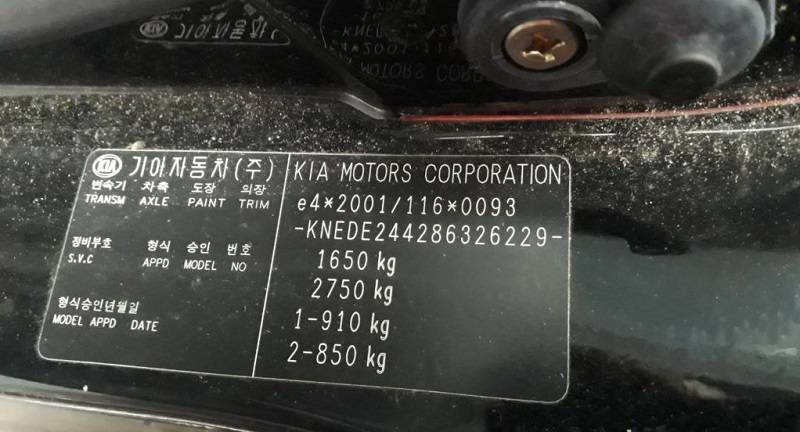 KIA 기아자동차(주)
변속기 차축 도장 의장
TRANSM AXLE PAINT TRIM
정비부호 형식 승인 번호
S.V.C APPD MODEL NO
형식승인년월일
MODEL APPD DATE
KIA MOTORS CORPORATION
e4*2001/116*0093
-KNEDE244286326229-
1650 kg
2750 kg
1-910 kg
2-850 kg